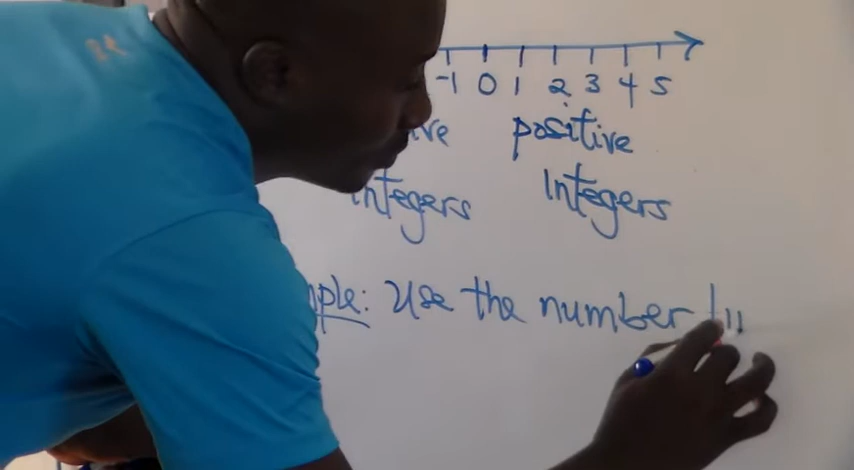 -1 0 1 2 3 4 5
positive
Integers Integers
Use the number